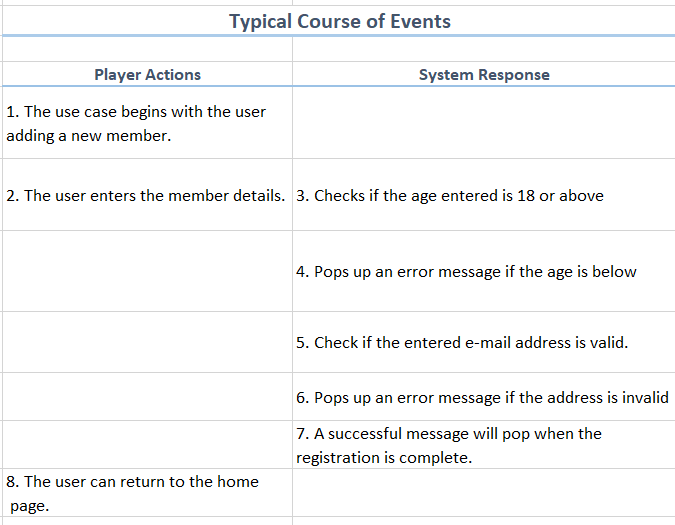 Typical Course of Events
Player Actions
System Response
1. The use case begins with the user
adding a new member.
2. The user enters the member details.
3. Checks if the age entered is 18 or above
4. Pops up an error message if the age is below
5. Check if the entered e-mail address is valid.
6. Pops up an error message if the address is invalid
7. A successful message will pop when the
registration is complete.
8. The user can return to the home
page.